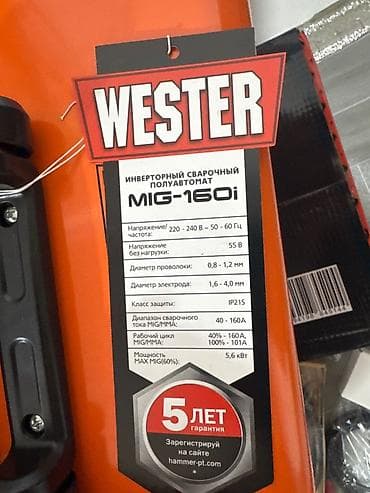 WESTER
ИНВЕРТОРНЫЙ СВАРОЧНЫЙ
ПОЛУАВТОМАТ
MIG-160i
Напряжение/
частота: 220 - 240 В ~ 50 - 60 Гц
Напряжение
без нагрузки: 55 В
Диаметр проволоки: 0,8 - 1,2 мм
Диаметр электрода: 1,6 - 4,0 мм
Класс защиты: IP21S
Диапазон сварочного
тока MIG/MMA: 40 - 160А
Рабочий цикл 40% - 160А,
MIG/MMA: 100% - 101А
Мощность
MAX MIG(60%): 5,6 кВт
5 ЛЕТ
гарантия
Зарегистрируй
на сайте
hammer-pt.com